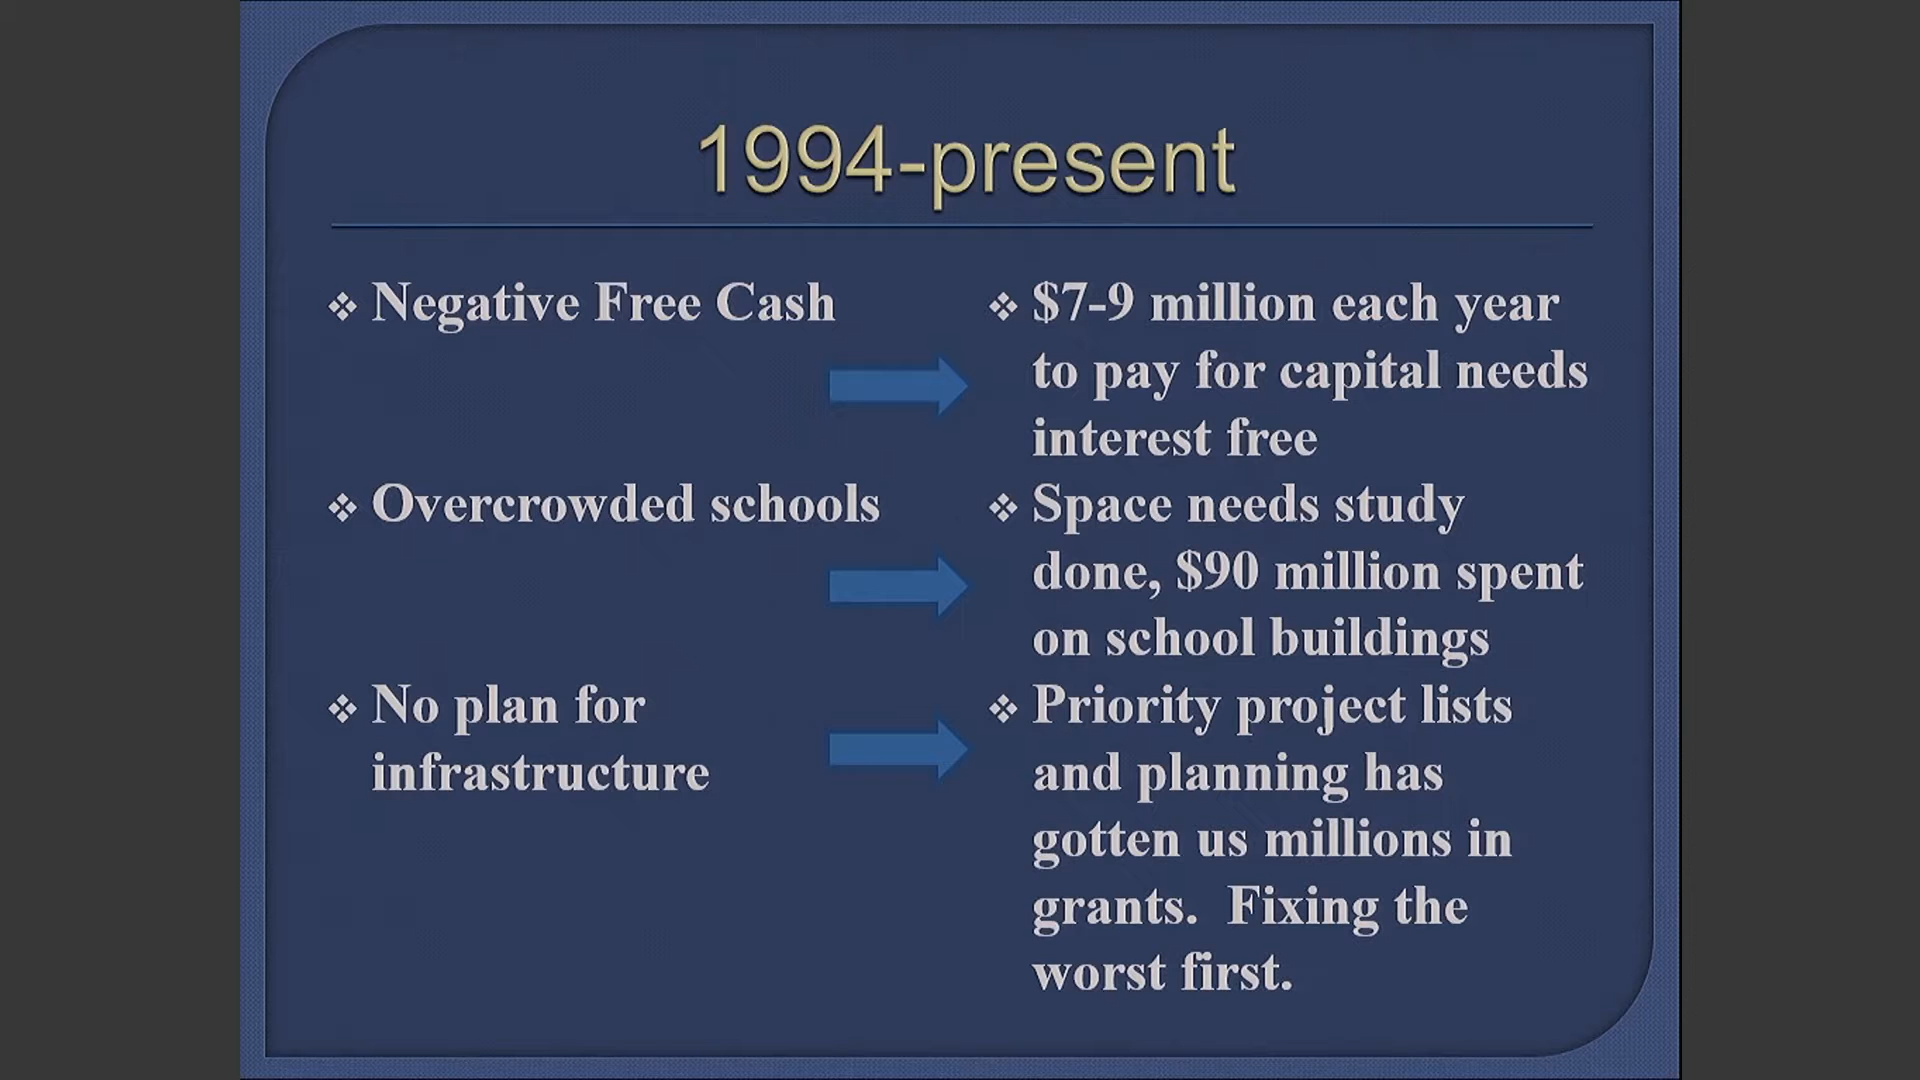 1994-present
Negative Free Cash
$7-9 million each year
to pay for capital needs
interest free
Overcrowded schools
Space needs study
done, $90 million spent
on school buildings
No plan for
infrastructure
Priority project lists
and planning has
gotten us millions in
grants.  Fixing the
worst first.